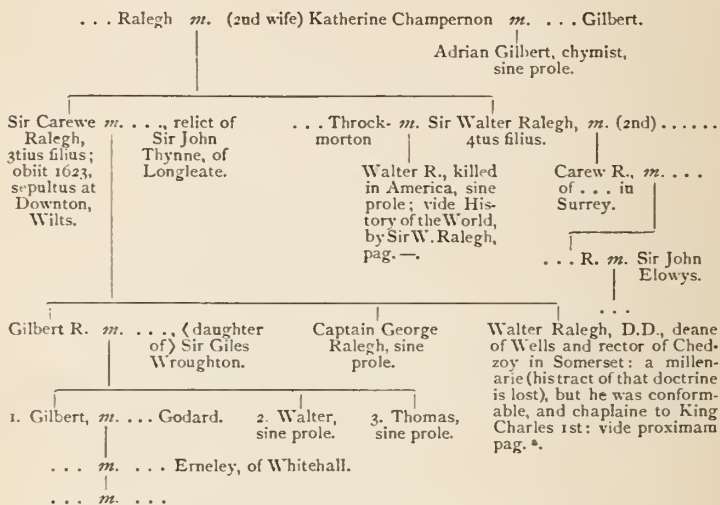 . . . Ralegh m. (2nd wife) Katherine Champernon m. . . . Gilbert.
Adrian Gilbert, chymist,
sine prole.
Sir Carewe m. . . ., relict of
Ralegh, Sir John
3tius filius; Thynne, of
obiit 1623, Longleate.
sepultus at
Downton,
Wilts.
. . . Throck- m. Sir Walter Ralegh, m. (2nd) . . . . . .
morton 4tus filius.
Walter R., killed
in America, sine
prole; vide His-
tory of the World,
by Sir W. Ralegh,
pag. —.
Carew R., m. . . .
of . . . in
Surrey.
. . . R. m. Sir John
Elowys.
. . .
Gilbert R. m. . . ., ⟨daughter
of⟩ Sir Giles
Wroughton.
Captain George
Ralegh, sine
prole.
Walter Ralegh, D.D., deane
of Wells and rector of Ched-
zoy in Somerset: a millen-
arie (his tract of that doctrine
is lost), but he was conform-
able, and chaplaine to King
Charles 1st: vide proximam
pag. a.
1. Gilbert, m. . . . Godard.
2. Walter,
sine prole.
3. Thomas,
sine prole.
. . . m. . . . Erneley, of Whitehall.
. . . m. . . .